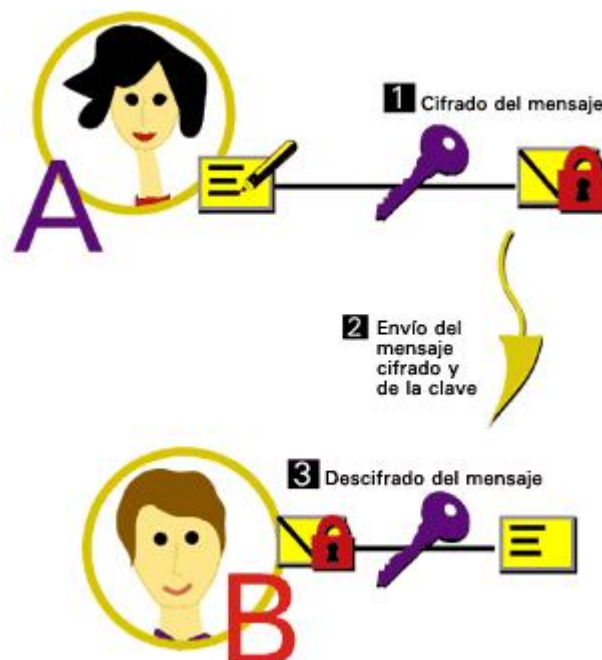 1 Cifrado del mensaje
A
2 Envío del
mensaje
cifrado y
de la clave
3 Descifrado del mensaje
B